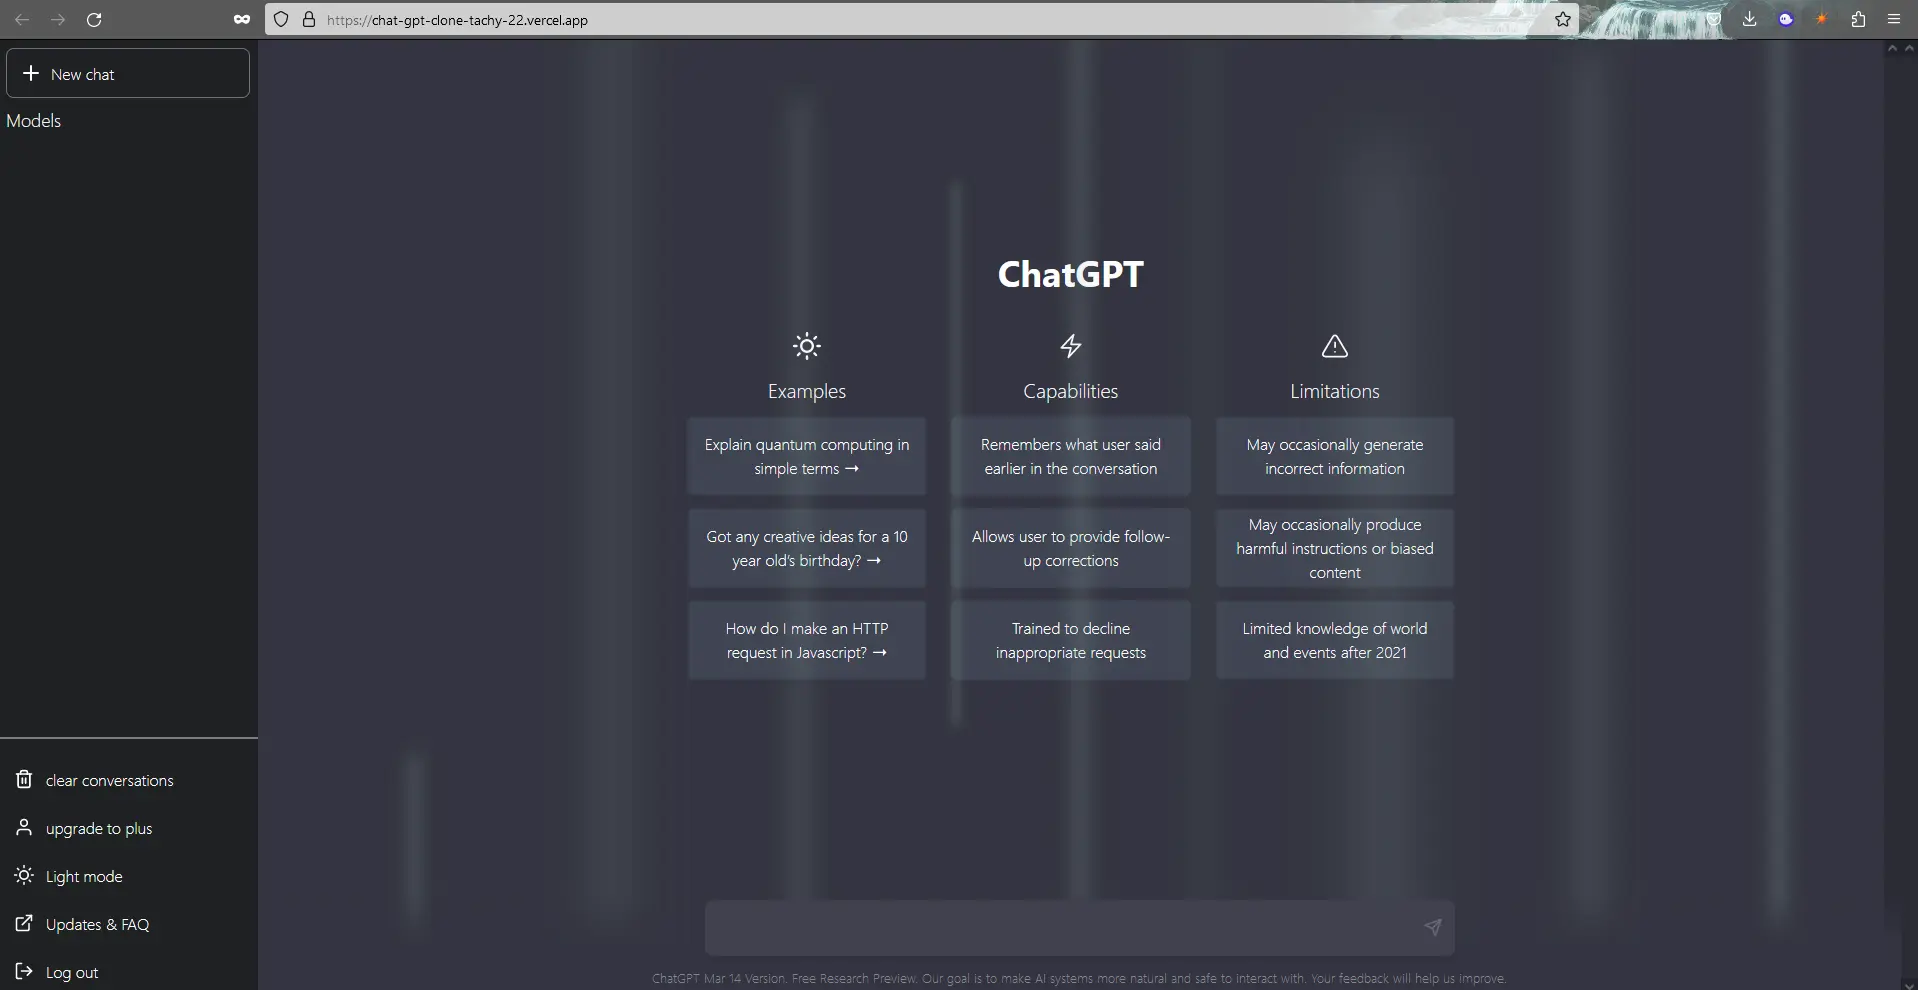 https://chat-gpt-clone-tachy-22.vercel.app
New chat
Models
clear conversations
upgrade to plus
Light mode
Updates & FAQ
Log out
ChatGPT
Examples
Explain quantum computing in
simple terms →
Got any creative ideas for a 10
year old's birthday? →
How do I make an HTTP
request in Javascript? →
Capabilities
Remembers what user said
earlier in the conversation
Allows user to provide follow-
up corrections
Trained to decline
inappropriate requests
Limitations
May occasionally generate
incorrect information
May occasionally produce
harmful instructions or biased
content
Limited knowledge of world
and events after 2021
ChatGPT Mar 14 Version. Free Research Preview. Our goal is to make AI systems more natural and safe to interact with. Your feedback will help us improve.